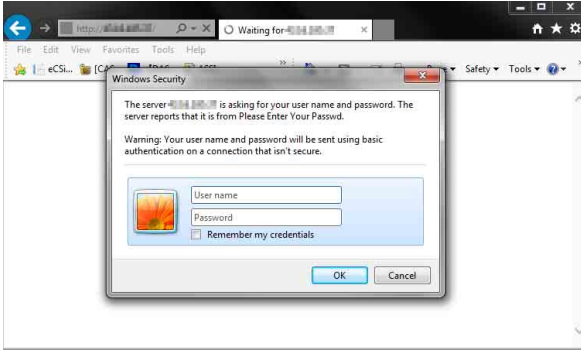 http://
Waiting for
File Edit View Favorites Tools Help
eCSi... Safety Tools
Windows Security
The server is asking for your user name and password. The
server reports that it is from Please Enter Your Passwd.
Warning: Your user name and password will be sent using basic
authentication on a connection that isn't secure.
User name
Password
Remember my credentials
OK Cancel